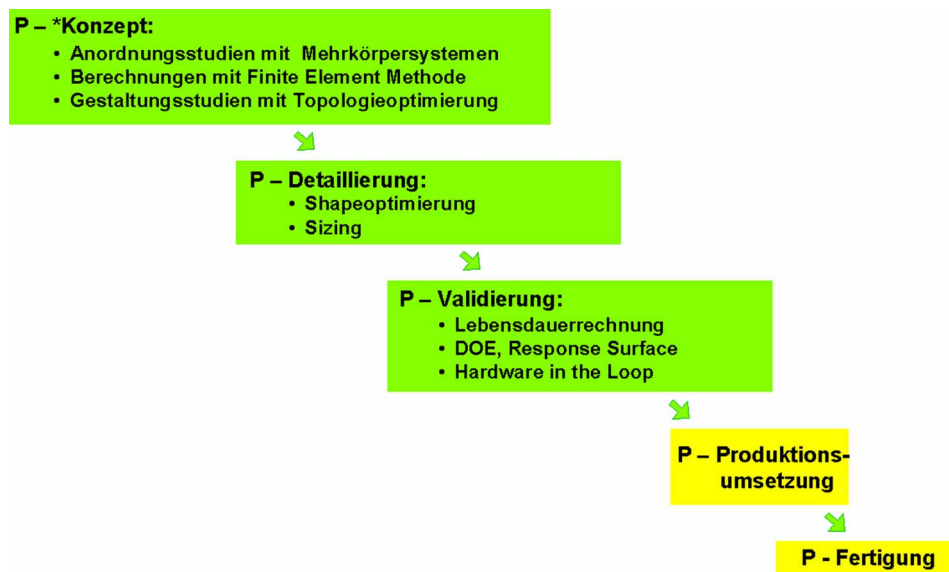 P – *Konzept:
• Anordnungsstudien mit Mehrkörpersystemen
• Berechnungen mit Finite Element Methode
• Gestaltungsstudien mit Topologieoptimierung
P – Detaillierung:
• Shapeoptimierung
• Sizing
P – Validierung:
• Lebensdauerrechnung
• DOE, Response Surface
• Hardware in the Loop
P – Produktions-
umsetzung
P - Fertigung